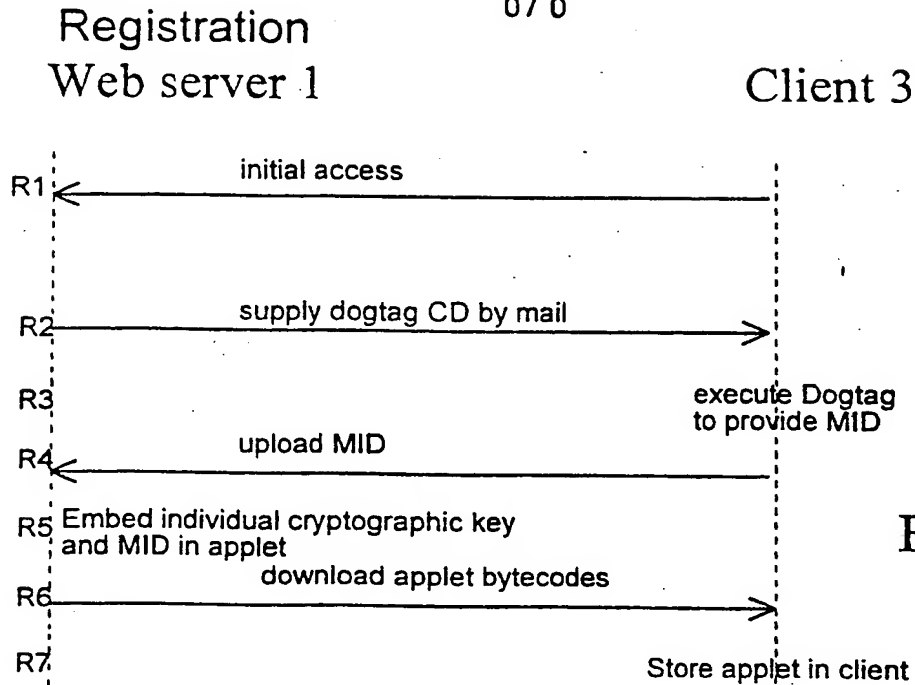 Registration
Web server 1
Client 3
R1
initial access
R2
supply dogtag CD by mail
R3
execute Dogtag
to provide MID
R4
upload MID
R5
Embed individual cryptographic key
and MID in applet
R6
download applet bytecodes
R7
Store applet in client